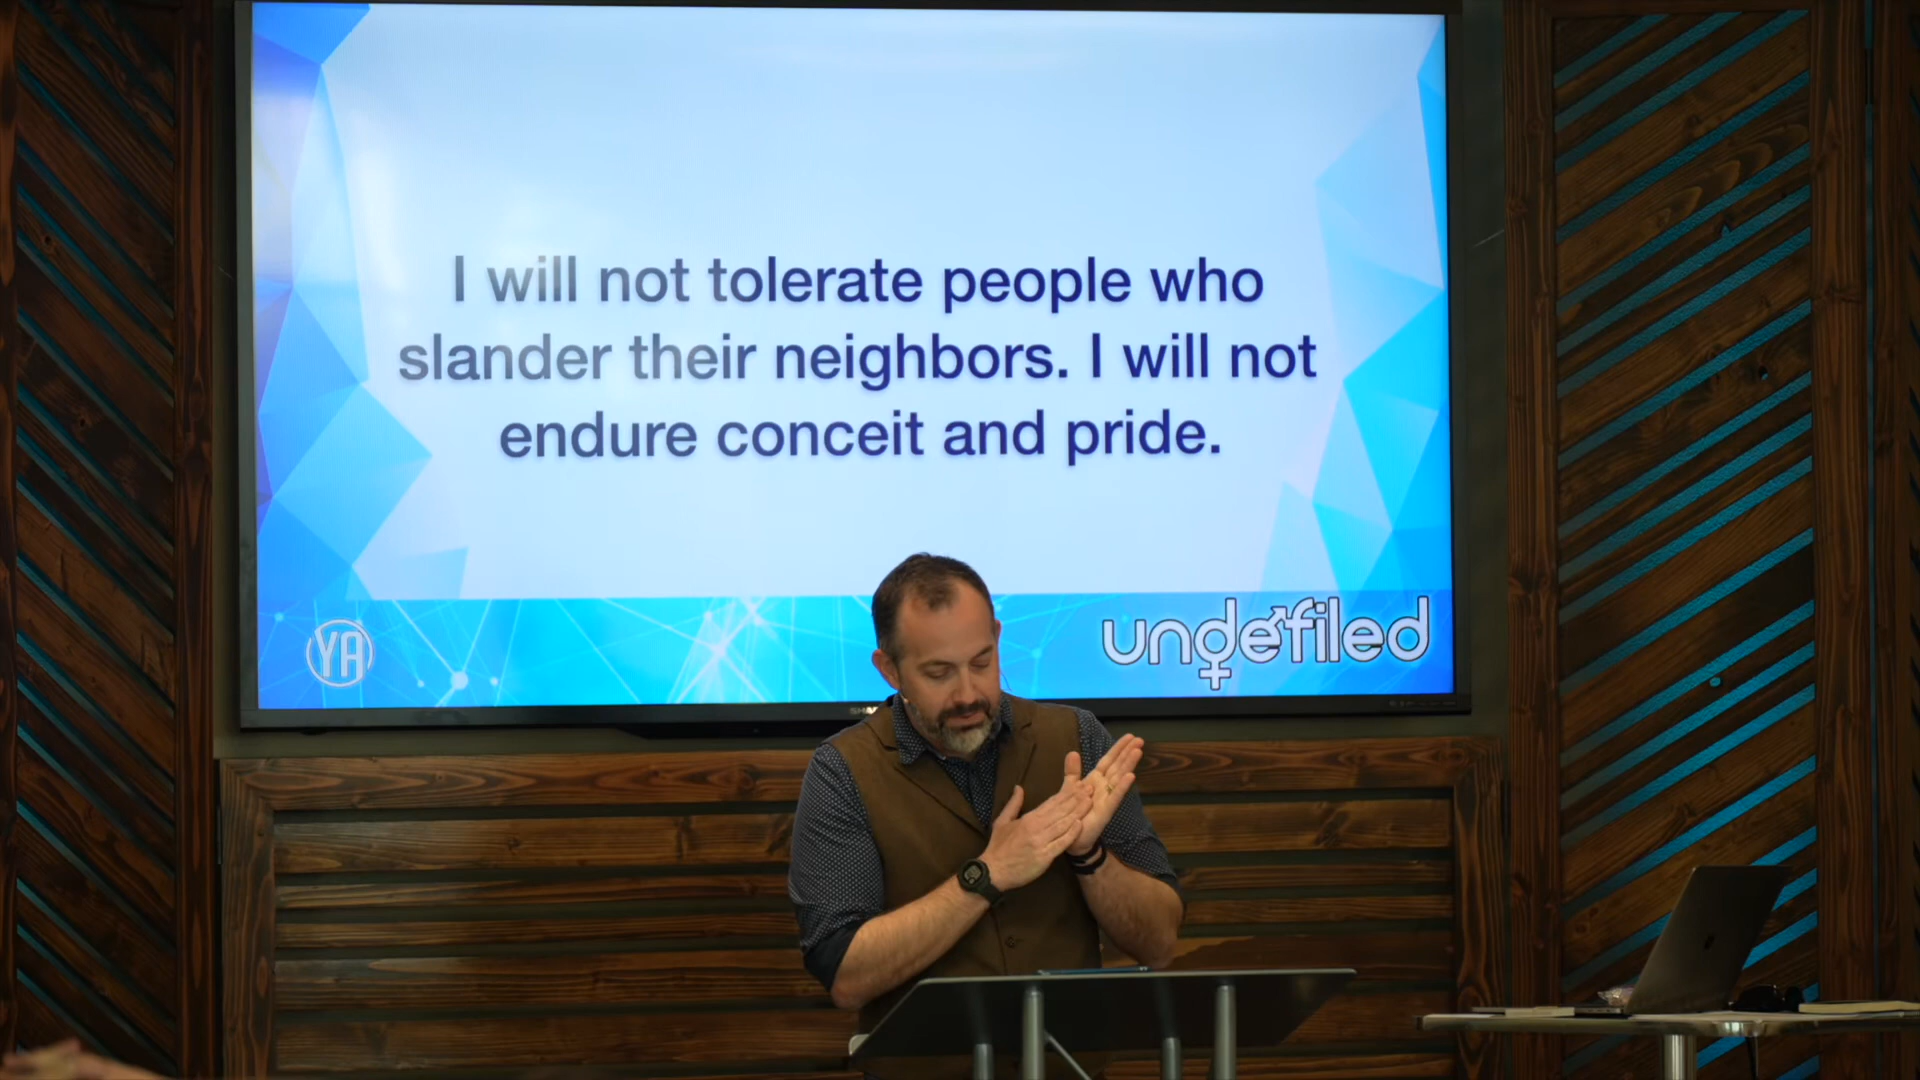 I will not tolerate people who
slander their neighbors. I will not
endure conceit and pride.
YA
undefiled